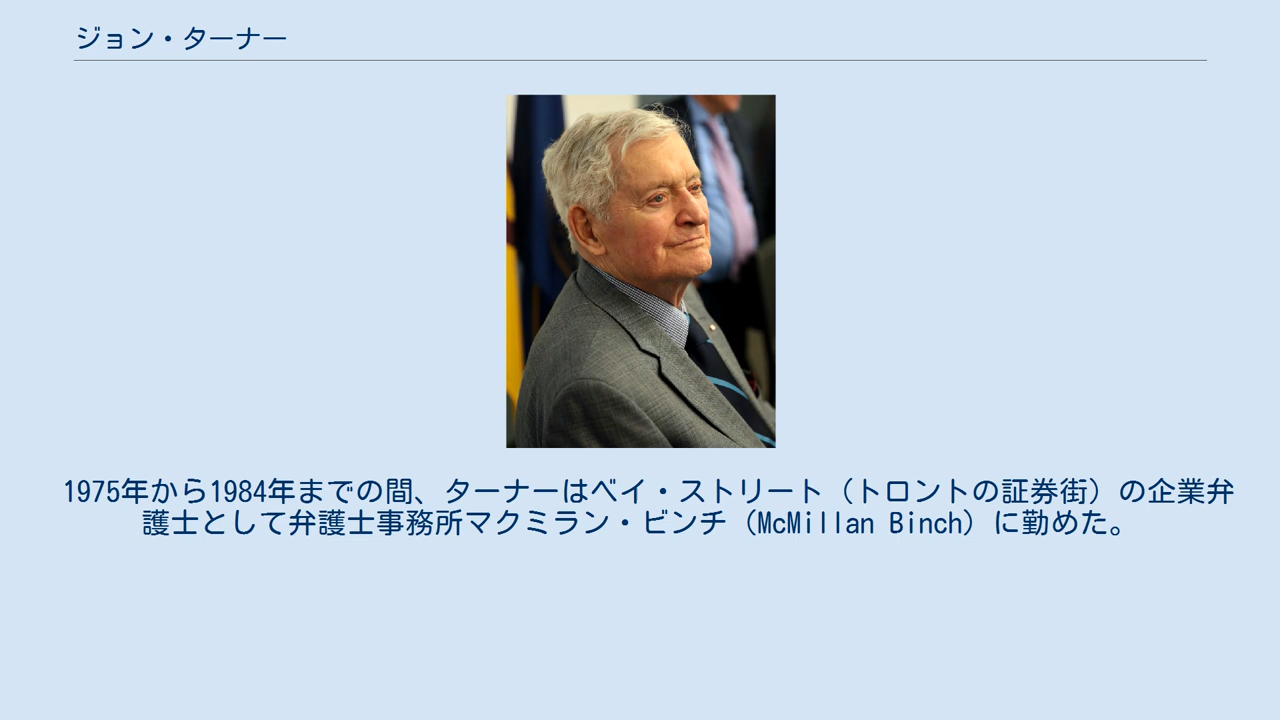 ジョン・ターナー
1975年から1984年までの間、ターナーはベイ・ストリート（トロントの証券街）の企業弁
護士として弁護士事務所マクミラン・ビンチ（McMillan Binch）に勤めた。